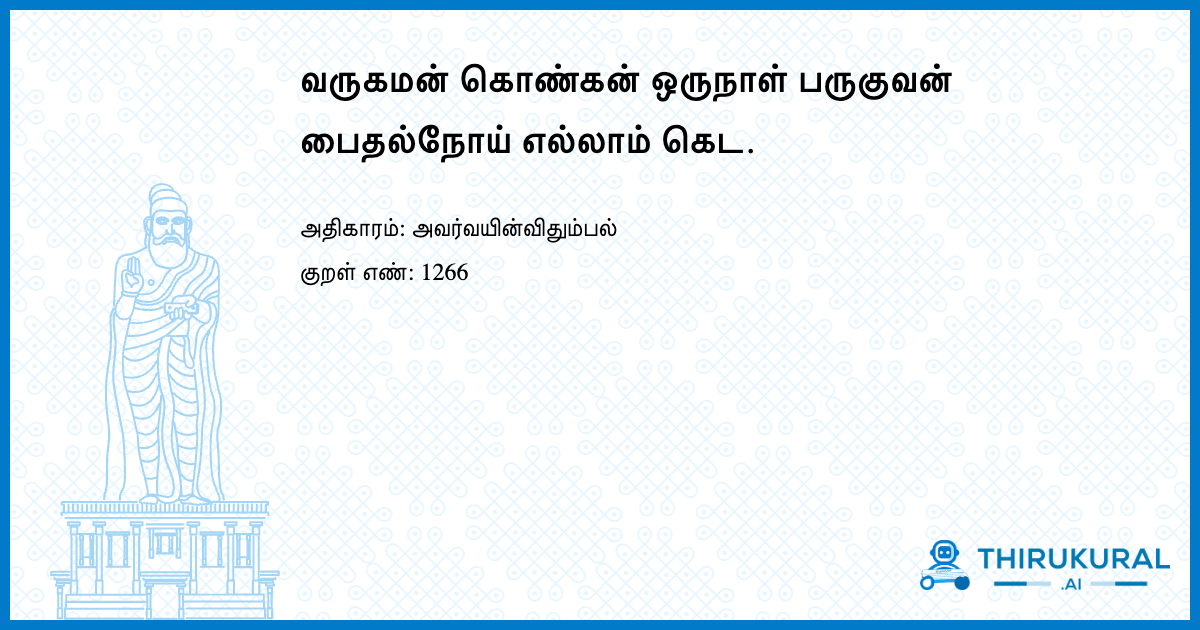 வருகமன் கொண்கன் ஒருநாள் பருகுவன்
பைதல்நோய் எல்லாம் கெட.
அதிகாரம்: அவர்வயின்விதும்பல்
குறள் எண்: 1266
THIRUKURAL
.AI